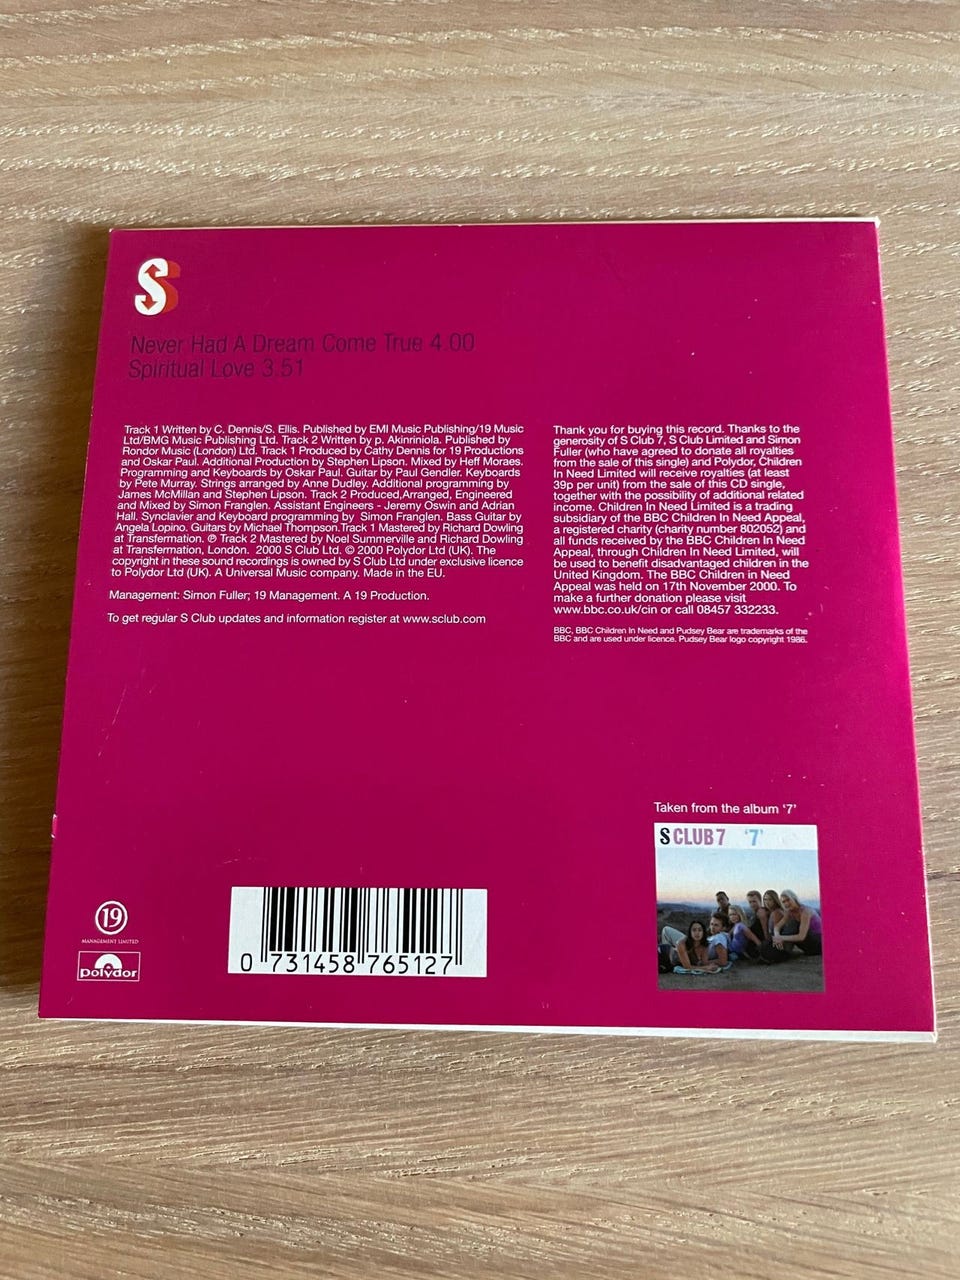 S
Never Had A Dream Come True 4.00
Spiritual Love 3.51
Track 1 Written by C. Dennis/S. Ellis. Published by EMI Music Publishing/19 Music
Ltd/BMG Music Publishing Ltd. Track 2 Written by p. Akinriniola. Published by
Rondor Music (London) Ltd. Track 1 Produced by Cathy Dennis for 19 Productions
and Oskar Paul. Additional Production by Stephen Lipson. Mixed by Heff Moraes.
Programming and Keyboards by Oskar Paul. Guitar by Paul Gendler. Keyboards
by Pete Murray. Strings arranged by Anne Dudley. Additional programming by
James McMillan and Stephen Lipson. Track 2 Produced,Arranged, Engineered
and Mixed by Simon Franglen. Assistant Engineers - Jeremy Oswin and Adrian
Hall. Synclavier and Keyboard programming by Simon Franglen. Bass Guitar by
Angela Lopino. Guitars by Michael Thompson.Track 1 Mastered by Richard Dowling
at Transfermation. ℗ Track 2 Mastered by Noel Summerville and Richard Dowling
at Transfermation, London. 2000 S Club Ltd. © 2000 Polydor Ltd (UK). The
copyright in these sound recordings is owned by S Club Ltd under exclusive licence
to Polydor Ltd (UK). A Universal Music company. Made in the EU.
Management: Simon Fuller; 19 Management. A 19 Production.
To get regular S Club updates and information register at www.sclub.com
Thank you for buying this record. Thanks to the
generosity of S Club 7, S Club Limited and Simon
Fuller (who have agreed to donate all royalties
from the sale of this single) and Polydor, Children
In Need Limited will receive royalties (at least
39p per unit) from the sale of this CD single,
together with the possibility of additional related
income. Children In Need Limited is a trading
subsidiary of the BBC Children In Need Appeal,
a registered charity (charity number 802052) and
all funds received by the BBC Children In Need
Appeal, through Children In Need Limited, will
be used to benefit disadvantaged children in the
United Kingdom. The BBC Children in Need
Appeal was held on 17th November 2000. To
make a further donation please visit
www.bbc.co.uk/cin or call 08457 332233.
BBC, BBC Children In Need and Pudsey Bear are trademarks of the
BBC and are used under licence. Pudsey Bear logo copyright 1986.
Taken from the album '7'
S CLUB 7 '7'
19
MANAGEMENT LIMITED
polydor
0 731458 765127